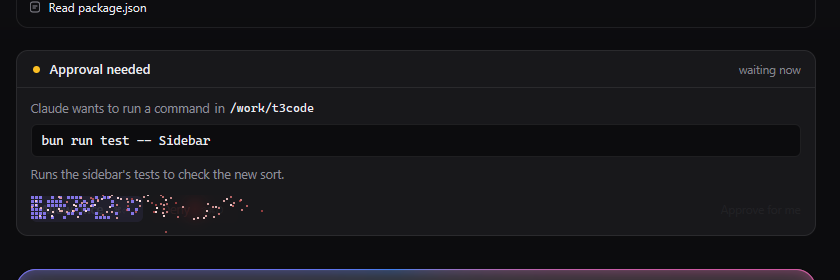 Read package.json
Approval needed
waiting now
Claude wants to run a command in /work/t3code
bun run test -- Sidebar
Runs the sidebar's tests to check the new sort.
Approve for me